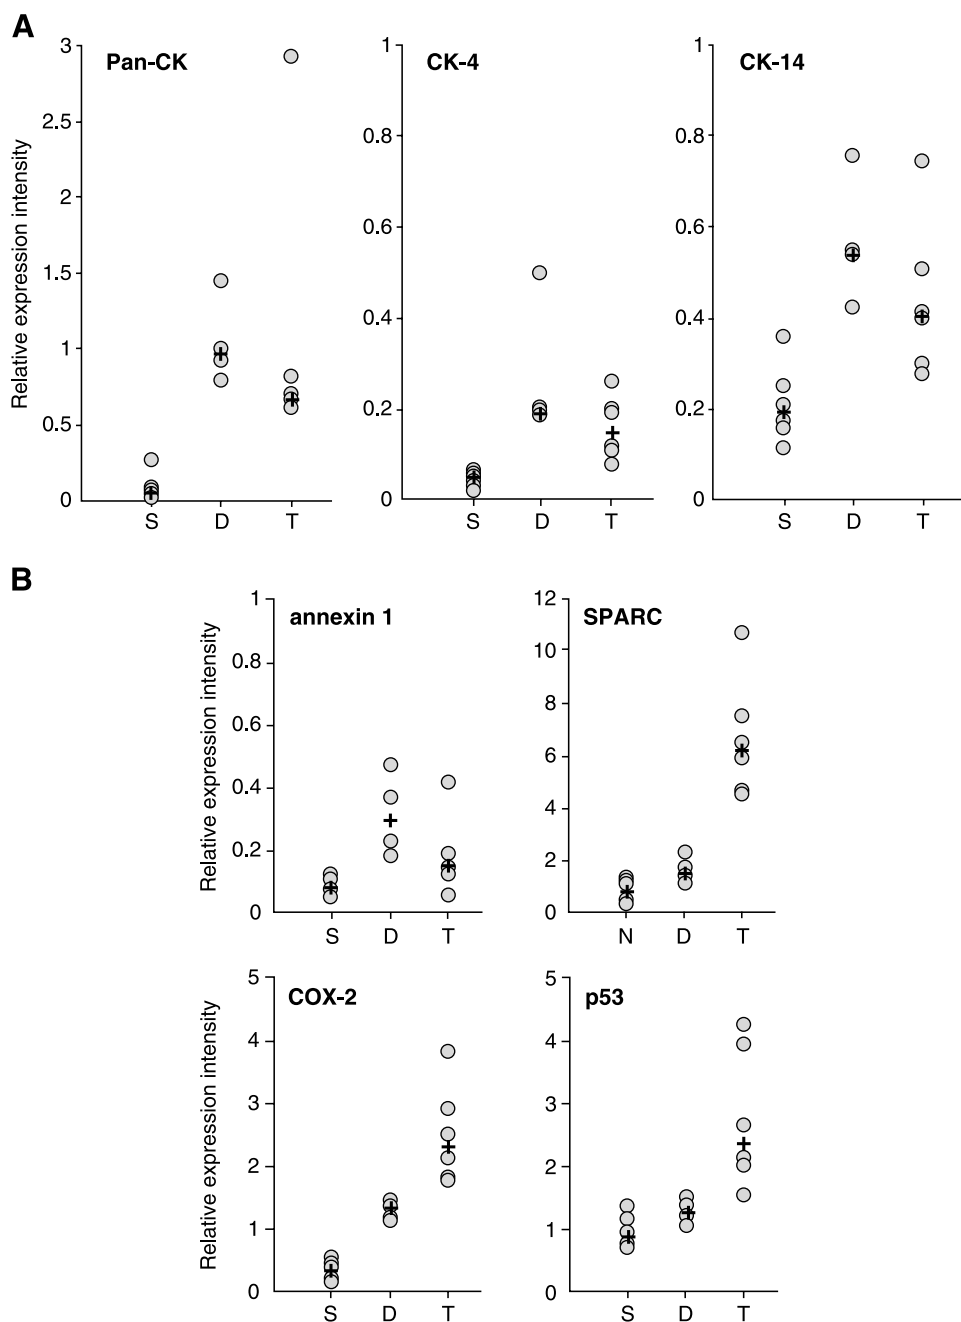 A
Pan-CK
CK-4
CK-14
Relative expression intensity
3
2.5
2
1.5
1
0.5
0
S D T
1
0.8
0.6
0.4
0.2
0
S D T
1
0.8
0.6
0.4
0.2
0
S D T
B
annexin 1
SPARC
Relative expression intensity
1
0.8
0.6
0.4
0.2
0
S D T
12
10
8
6
4
2
0
N D T
COX-2
p53
Relative expression intensity
5
4
3
2
1
0
S D T
5
4
3
2
1
0
S D T